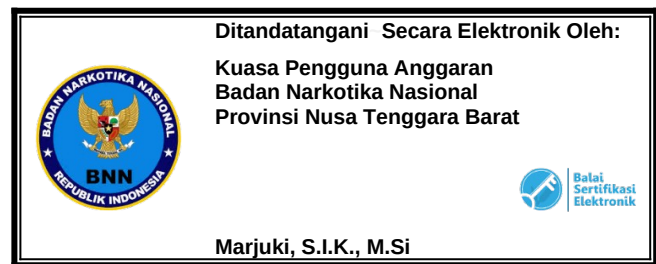 Ditandatangani Secara Elektronik Oleh:
Kuasa Pengguna Anggaran
Badan Narkotika Nasional
Provinsi Nusa Tenggara Barat
BADAN NARKOTIKA NASIONAL
BNN
REPUBLIK INDONESIA
Balai
Sertifikasi
Elektronik
Marjuki, S.I.K., M.Si